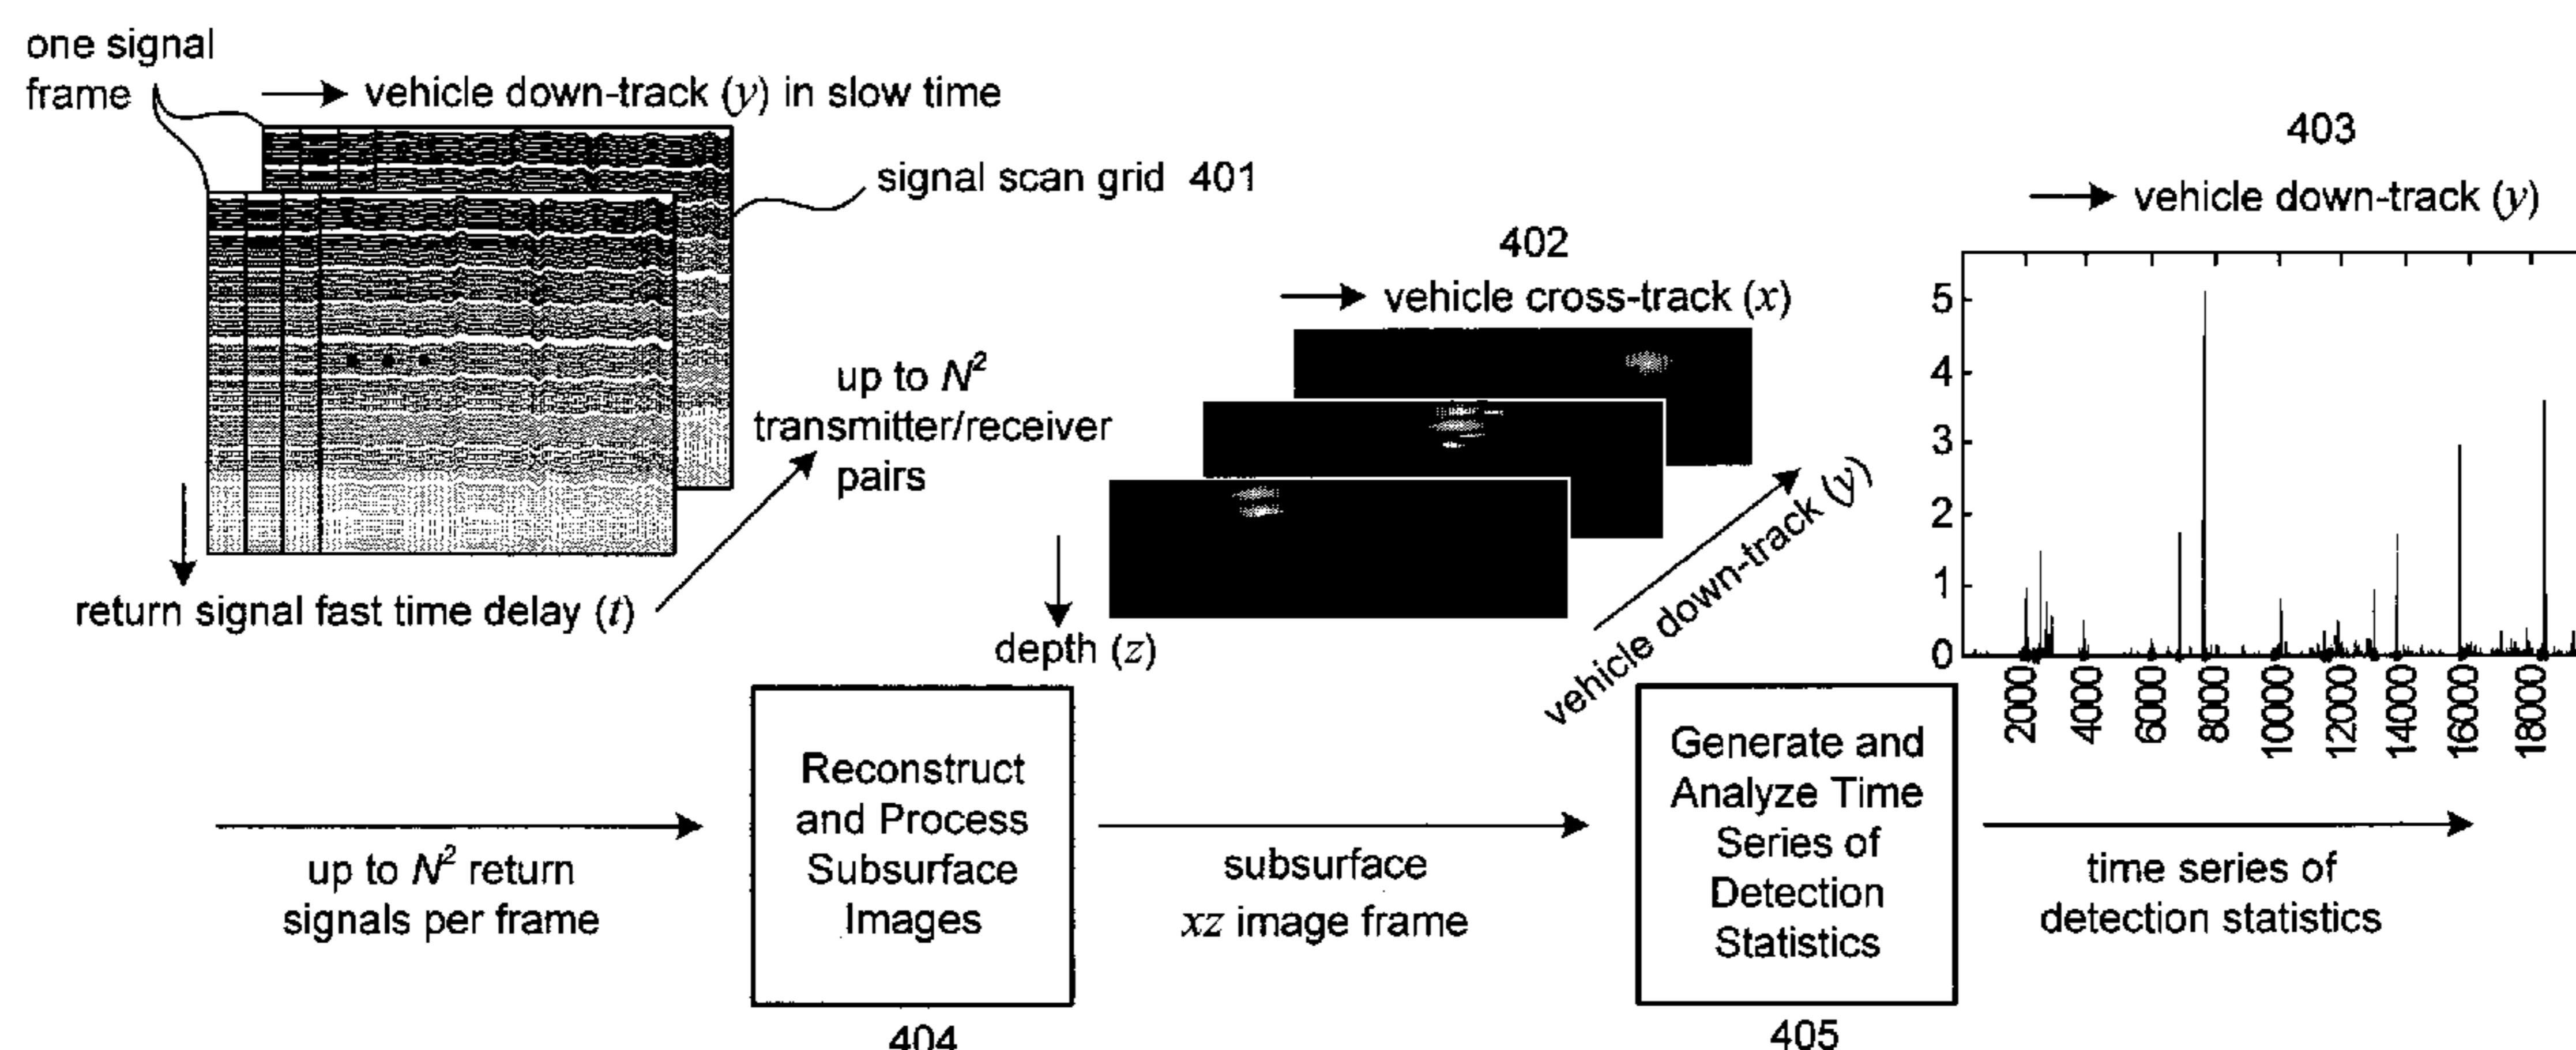 one signal
frame
vehicle down-track (y) in slow time
signal scan grid 401
return signal fast time delay (t)
up to N²
transmitter/receiver
pairs
402
vehicle cross-track (x)
depth (z)
vehicle down-track (y)
403
vehicle down-track (y)
5
4
3
2
1
0
2000
4000
6000
8000
10000
12000
14000
16000
18000
up to N² return
signals per frame
Reconstruct
and Process
Subsurface
Images
404
subsurface
xz image frame
Generate and
Analyze Time
Series of
Detection
Statistics
405
time series of
detection statistics